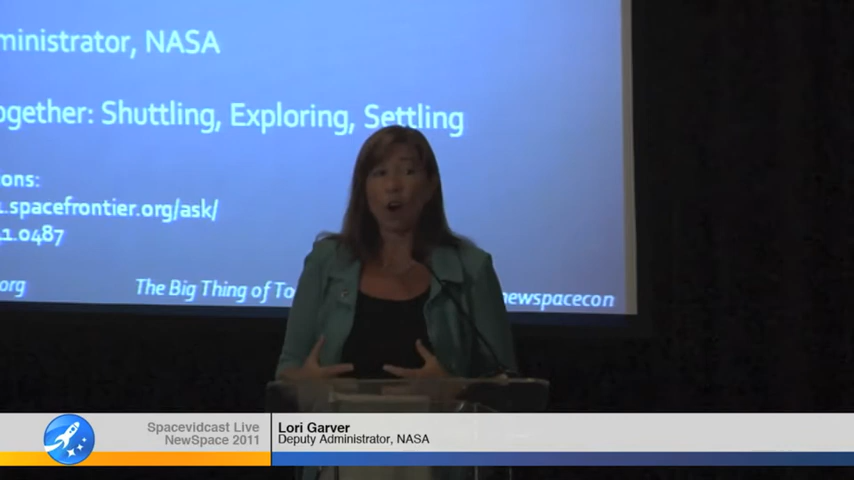 ministrator, NASA
ogether: Shuttling, Exploring, Settling
ons:
.spacefrontier.org/ask/
1.0487
org
The Big Thing of To
newspacecon
Spacevidcast Live
NewSpace 2011
Lori Garver
Deputy Administrator, NASA